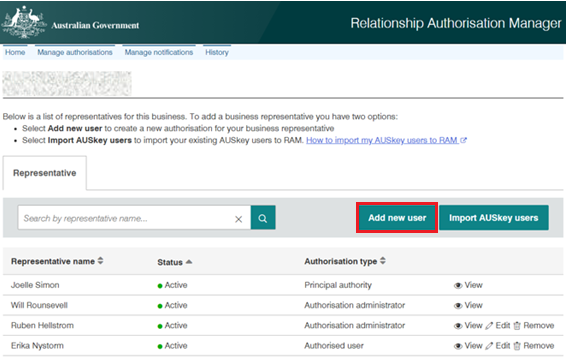 Australian Government
Relationship Authorisation Manager
Home Manage authorisations Manage notifications History
Below is a list of representatives for this business. To add a business representative you have two options:
Select Add new user to create a new authorisation for your business representative
Select Import AUSkey users to import your existing AUSkey users to RAM. How to import my AUSkey users to RAM
Representative
Search by representative name...
Add new user
Import AUSkey users
Representative name Status Authorisation type
Joelle Simon Active Principal authority View
Will Rounsevell Active Authorisation administrator View
Ruben Hellstrom Active Authorisation administrator View Edit Remove
Erika Nystorm Active Authorised user View Edit Remove